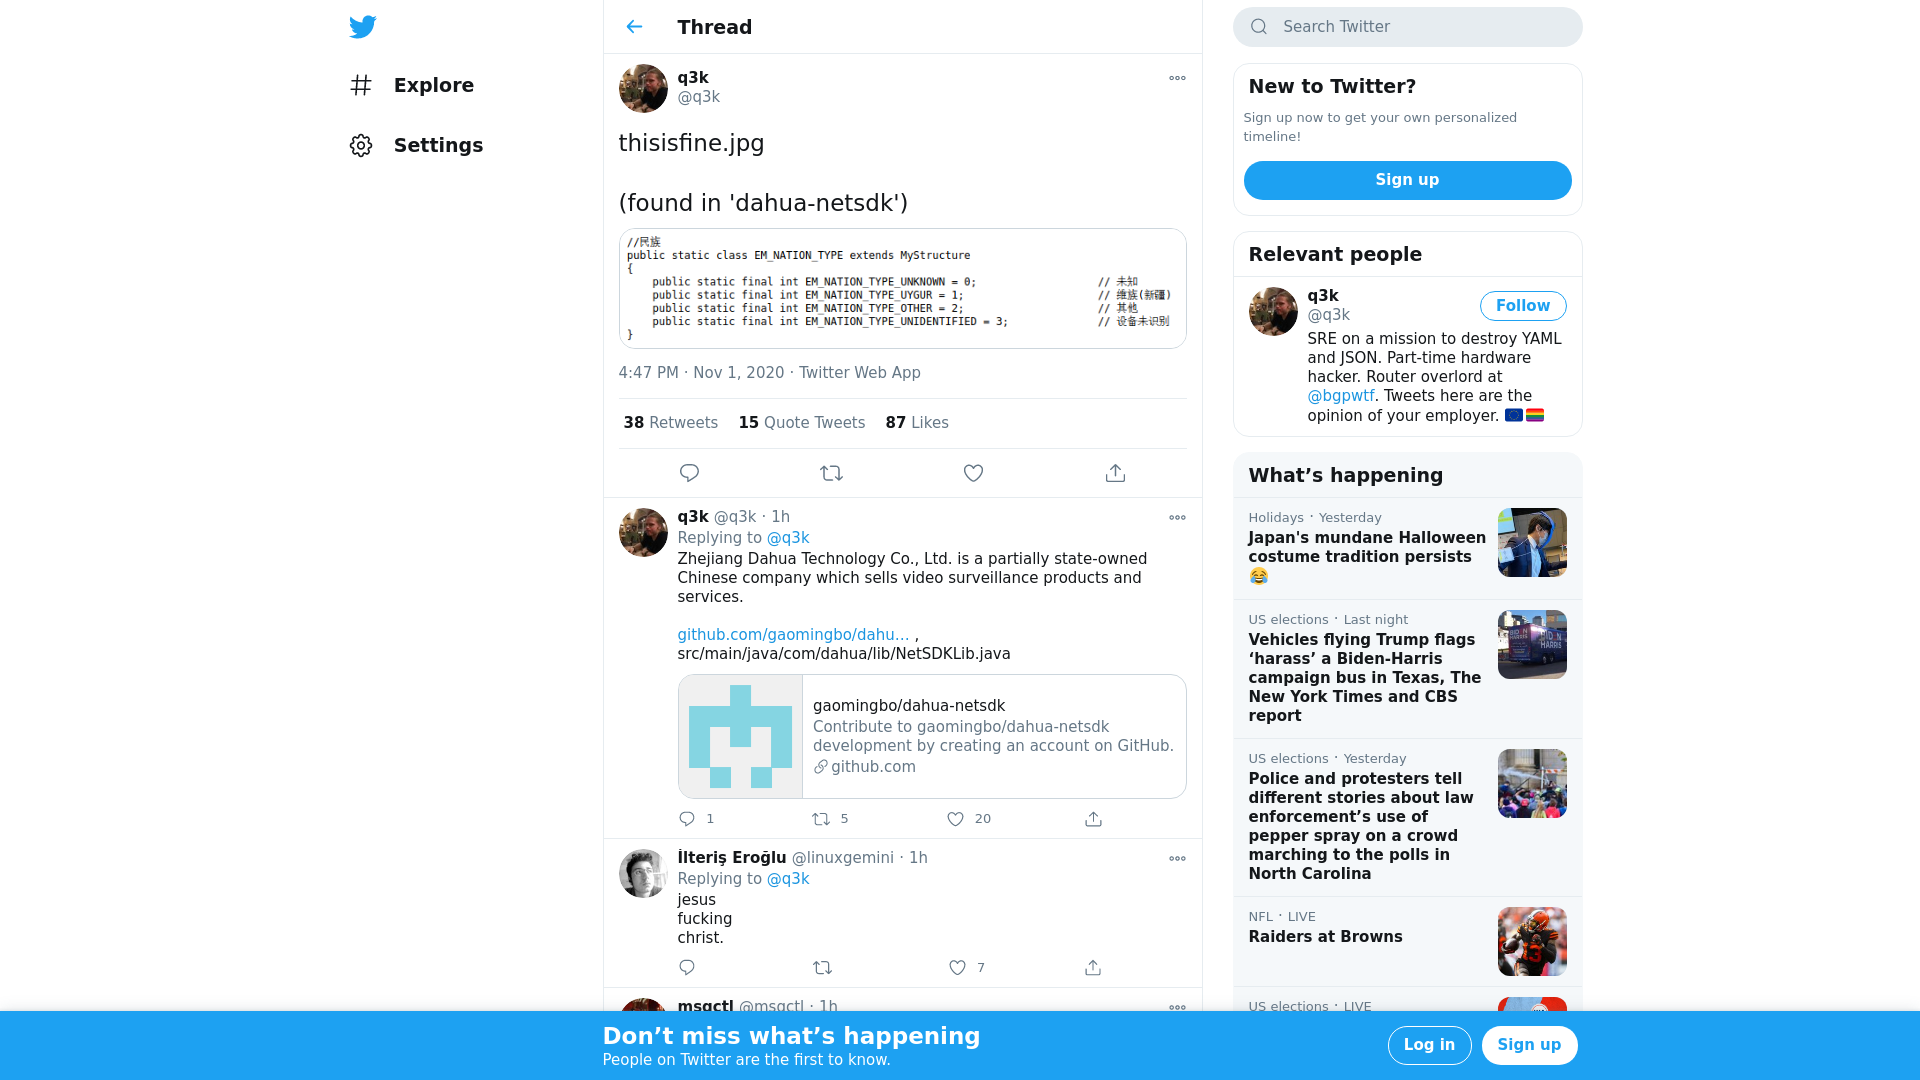 Explore
Settings
Thread
q3k
@q3k
thisisfine.jpg
(found in 'dahua-netsdk')
//民族
public static class EM_NATION_TYPE extends MyStructure
{
public static final int EM_NATION_TYPE_UNKNOWN = 0; // 未知
public static final int EM_NATION_TYPE_UYGUR = 1; // 维族(新疆)
public static final int EM_NATION_TYPE_OTHER = 2; // 其他
public static final int EM_NATION_TYPE_UNIDENTIFIED = 3; // 设备未识别
}
4:47 PM · Nov 1, 2020 · Twitter Web App
38 Retweets 15 Quote Tweets 87 Likes
q3k @q3k · 1h
Replying to @q3k
Zhejiang Dahua Technology Co., Ltd. is a partially state-owned
Chinese company which sells video surveillance products and
services.
github.com/gaomingbo/dahu… ,
src/main/java/com/dahua/lib/NetSDKLib.java
gaomingbo/dahua-netsdk
Contribute to gaomingbo/dahua-netsdk
development by creating an account on GitHub.
github.com
1 5 20
İlteriş Eroğlu @linuxgemini · 1h
Replying to @q3k
jesus
fucking
christ.
7
msgctl @msgctl · 1h
Search Twitter
New to Twitter?
Sign up now to get your own personalized
timeline!
Sign up
Relevant people
q3k
@q3k
Follow
SRE on a mission to destroy YAML
and JSON. Part-time hardware
hacker. Router overlord at
@bgpwtf. Tweets here are the
opinion of your employer. 🇪🇺🏳️‍🌈
What’s happening
Holidays · Yesterday
Japan's mundane Halloween
costume tradition persists
😂
US elections · Last night
Vehicles flying Trump flags
‘harass’ a Biden-Harris
campaign bus in Texas, The
New York Times and CBS
report
US elections · Yesterday
Police and protesters tell
different stories about law
enforcement’s use of
pepper spray on a crowd
marching to the polls in
North Carolina
NFL · LIVE
Raiders at Browns
US elections · LIVE
Don’t miss what’s happening
People on Twitter are the first to know.
Log in
Sign up